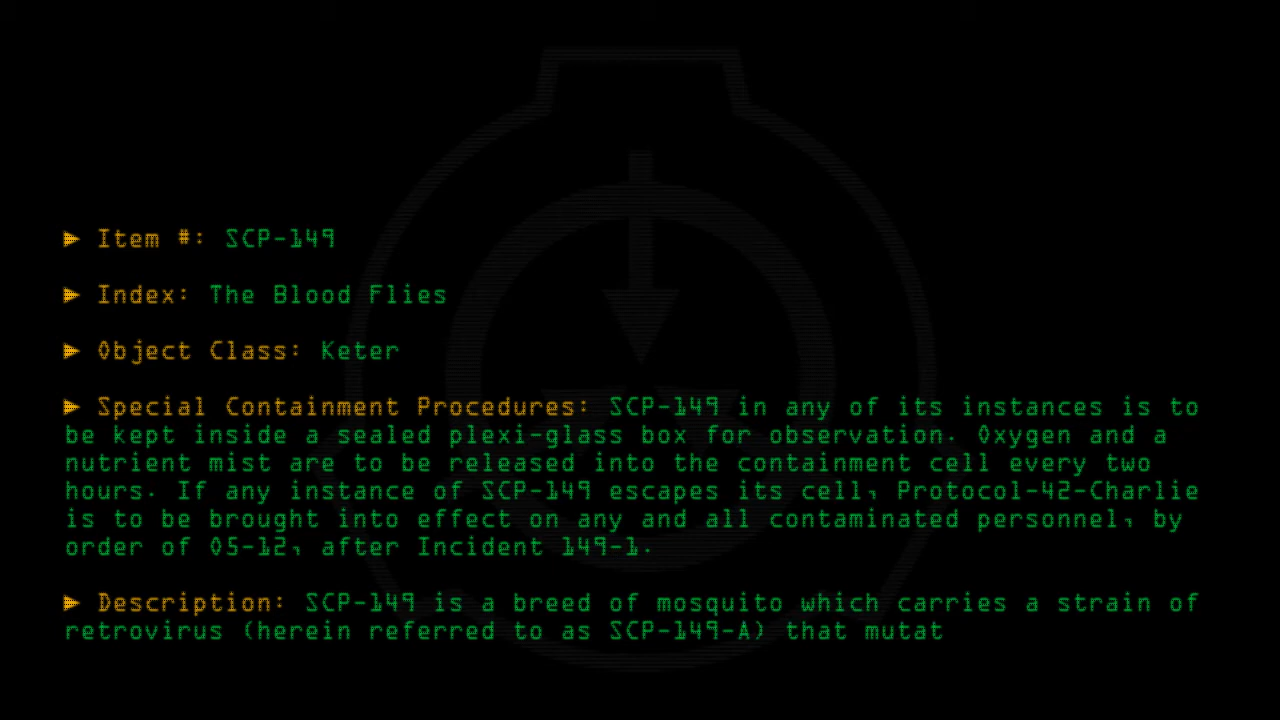 ► Item #: SCP-149
► Index: The Blood Flies
► Object Class: Keter
► Special Containment Procedures: SCP-149 in any of its instances is to
be kept inside a sealed plexi-glass box for observation. Oxygen and a
nutrient mist are to be released into the containment cell every two
hours. If any instance of SCP-149 escapes its cell, Protocol-42-Charlie
is to be brought into effect on any and all contaminated personnel, by
order of O5-12, after Incident 149-1.
► Description: SCP-149 is a breed of mosquito which carries a strain of
retrovirus (herein referred to as SCP-149-A) that mutat